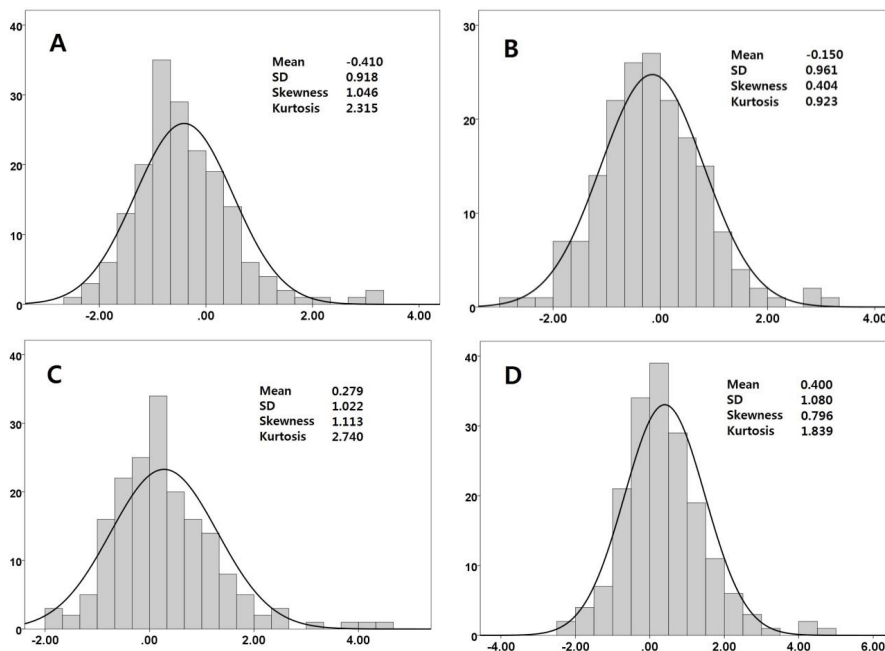 A
Mean -0.410
SD 0.918
Skewness 1.046
Kurtosis 2.315
40
30
20
10
0
-2.00 .00 2.00 4.00
B
Mean -0.150
SD 0.961
Skewness 0.404
Kurtosis 0.923
30
20
10
0
-2.00 .00 2.00 4.00
C
Mean 0.279
SD 1.022
Skewness 1.113
Kurtosis 2.740
40
30
20
10
0
-2.00 .00 2.00 4.00
D
Mean 0.400
SD 1.080
Skewness 0.796
Kurtosis 1.839
40
30
20
10
0
-4.00 -2.00 .00 2.00 4.00 6.00